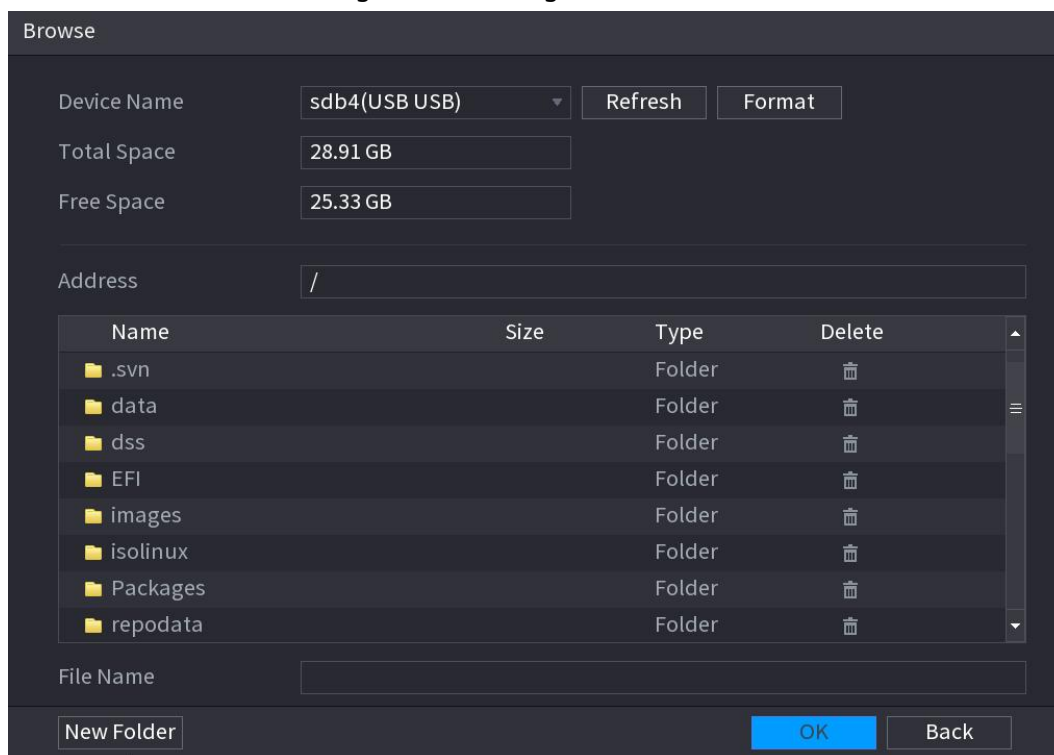 Browse
Device Name sdb4(USB USB) Refresh Format
Total Space 28.91 GB
Free Space 25.33 GB
Address /
Name Size Type Delete
.svn Folder
data Folder
dss Folder
EFI Folder
images Folder
isolinux Folder
Packages Folder
repodata Folder
File Name
New Folder OK Back